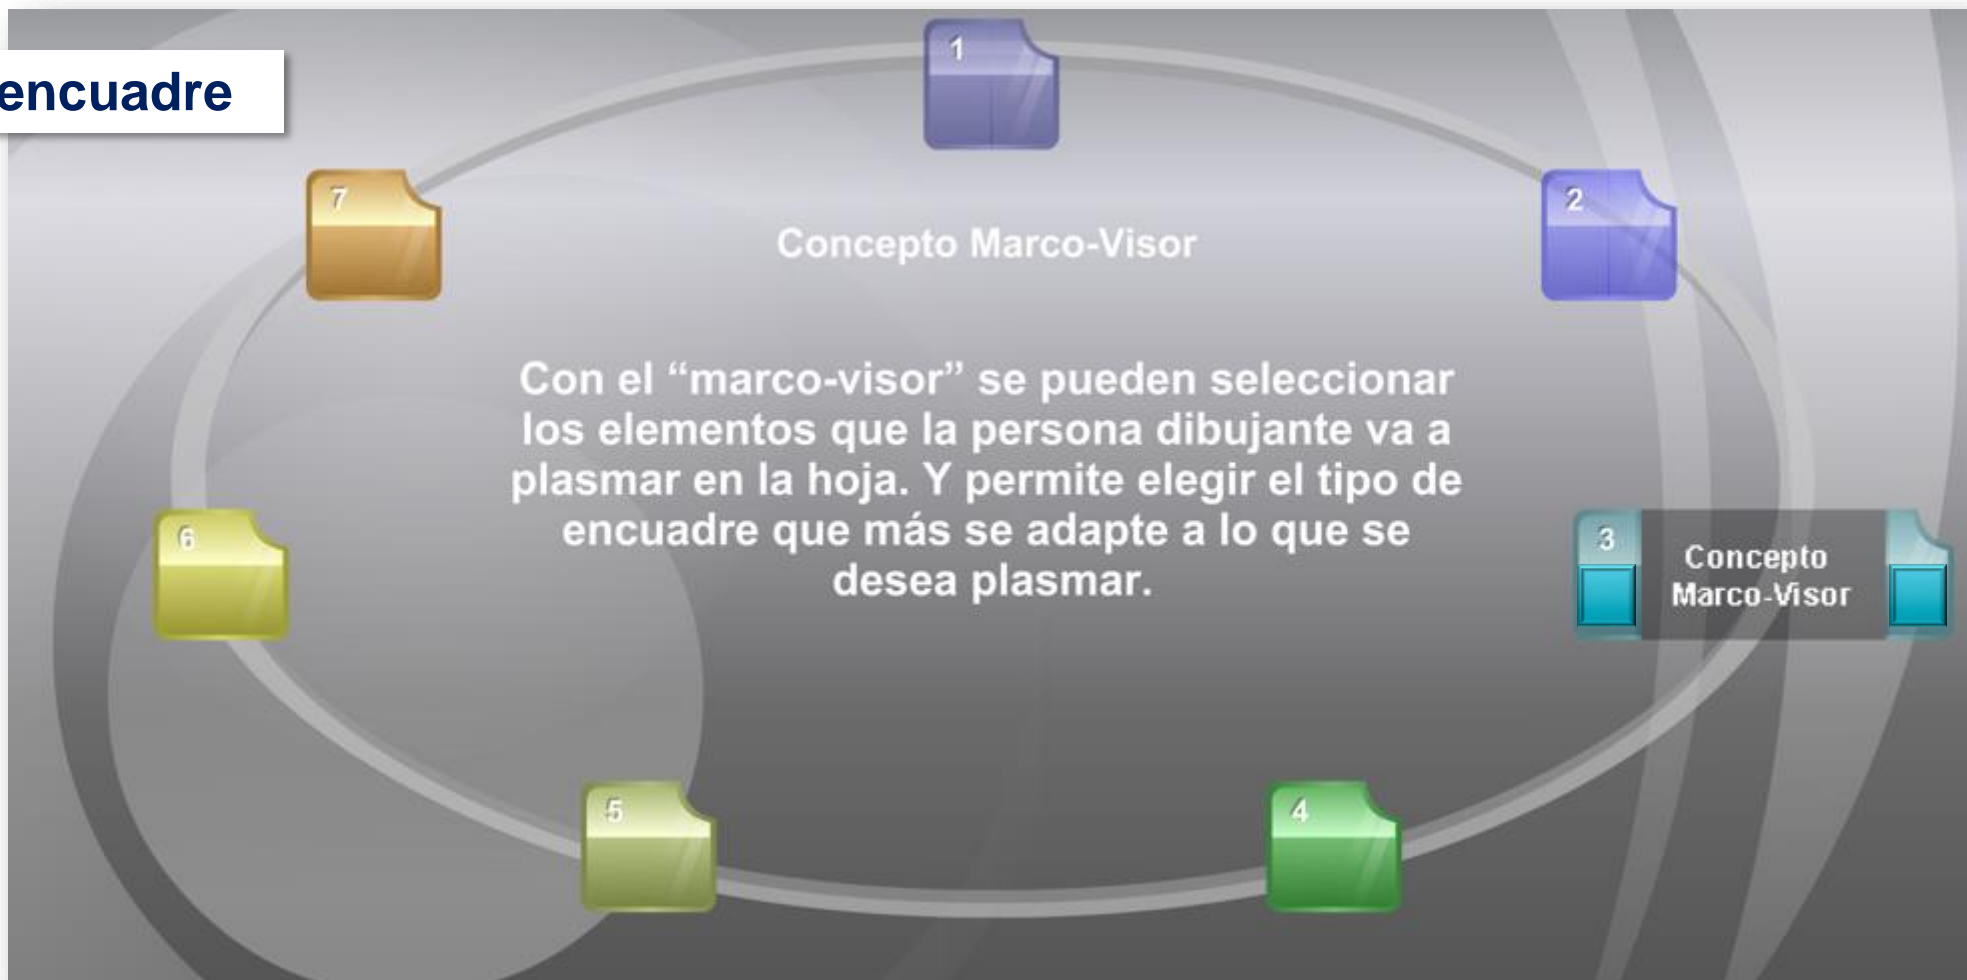 encuadre
1
2
7
Concepto Marco-Visor
Con el “marco-visor” se pueden seleccionar
los elementos que la persona dibujante va a
plasmar en la hoja. Y permite elegir el tipo de
encuadre que más se adapte a lo que se
desea plasmar.
3
Concepto
Marco-Visor
6
5
4